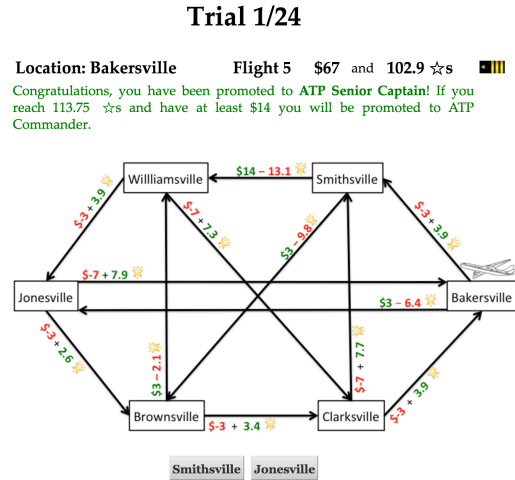 Trial 1/24
Location: Bakersville Flight 5 $67 and 102.9 ☆s
Congratulations, you have been promoted to ATP Senior Captain! If you
reach 113.75 ☆s and have at least $14 you will be promoted to ATP
Commander.
Willliamsville
$14 – 13.1
Smithsville
$-3 + 3.9
$-7 + 7.3
$3 – 9.8
$-3 + 3.9
Jonesville
$-7 + 7.9
$3 – 6.4
Bakersville
$-3 + 2.6
$3 – 2.1
$-7 + 7.7
$-3 + 3.9
Brownsville
$-3 + 3.4
Clarksville
Smithsville Jonesville